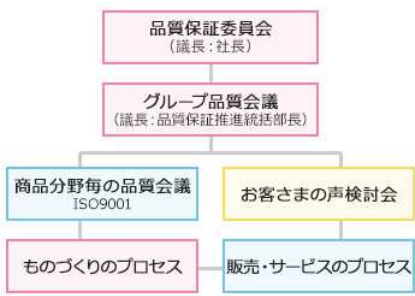 品質保証委員会
（議長：社長）
グループ品質会議
（議長：品質保証推進統括部長）
商品分野毎の品質会議
ISO9001
お客さまの声検討会
ものづくりのプロセス
販売・サービスのプロセス